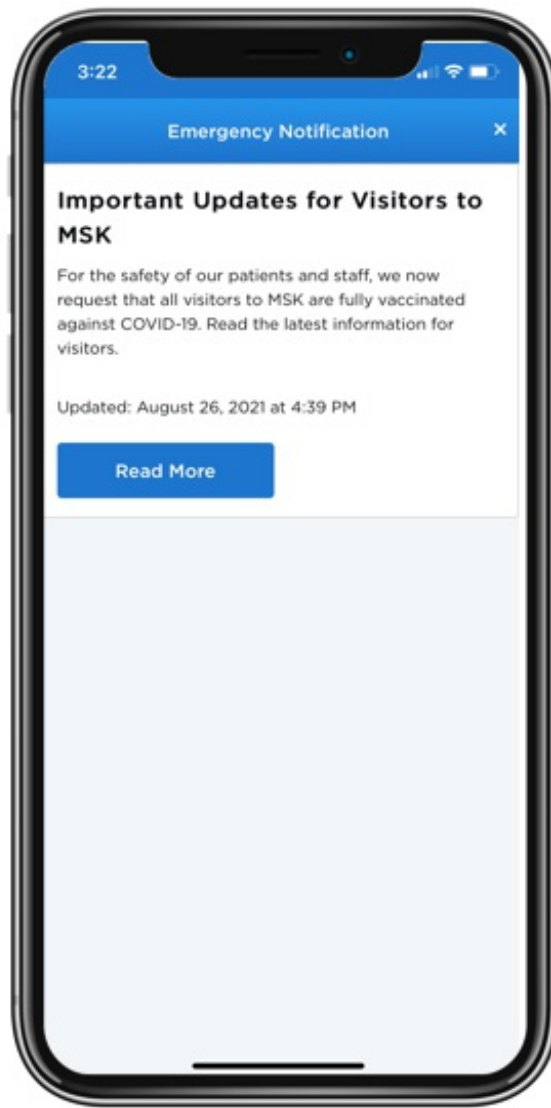 3:22
Emergency Notification ×
Important Updates for Visitors to
MSK
For the safety of our patients and staff, we now
request that all visitors to MSK are fully vaccinated
against COVID-19. Read the latest information for
visitors.
Updated: August 26, 2021 at 4:39 PM
Read More